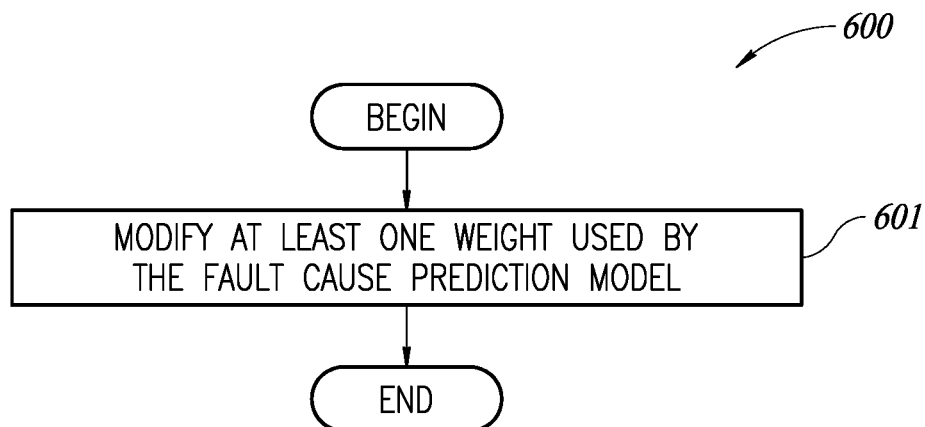 600
BEGIN
MODIFY AT LEAST ONE WEIGHT USED BY
THE FAULT CAUSE PREDICTION MODEL
601
END